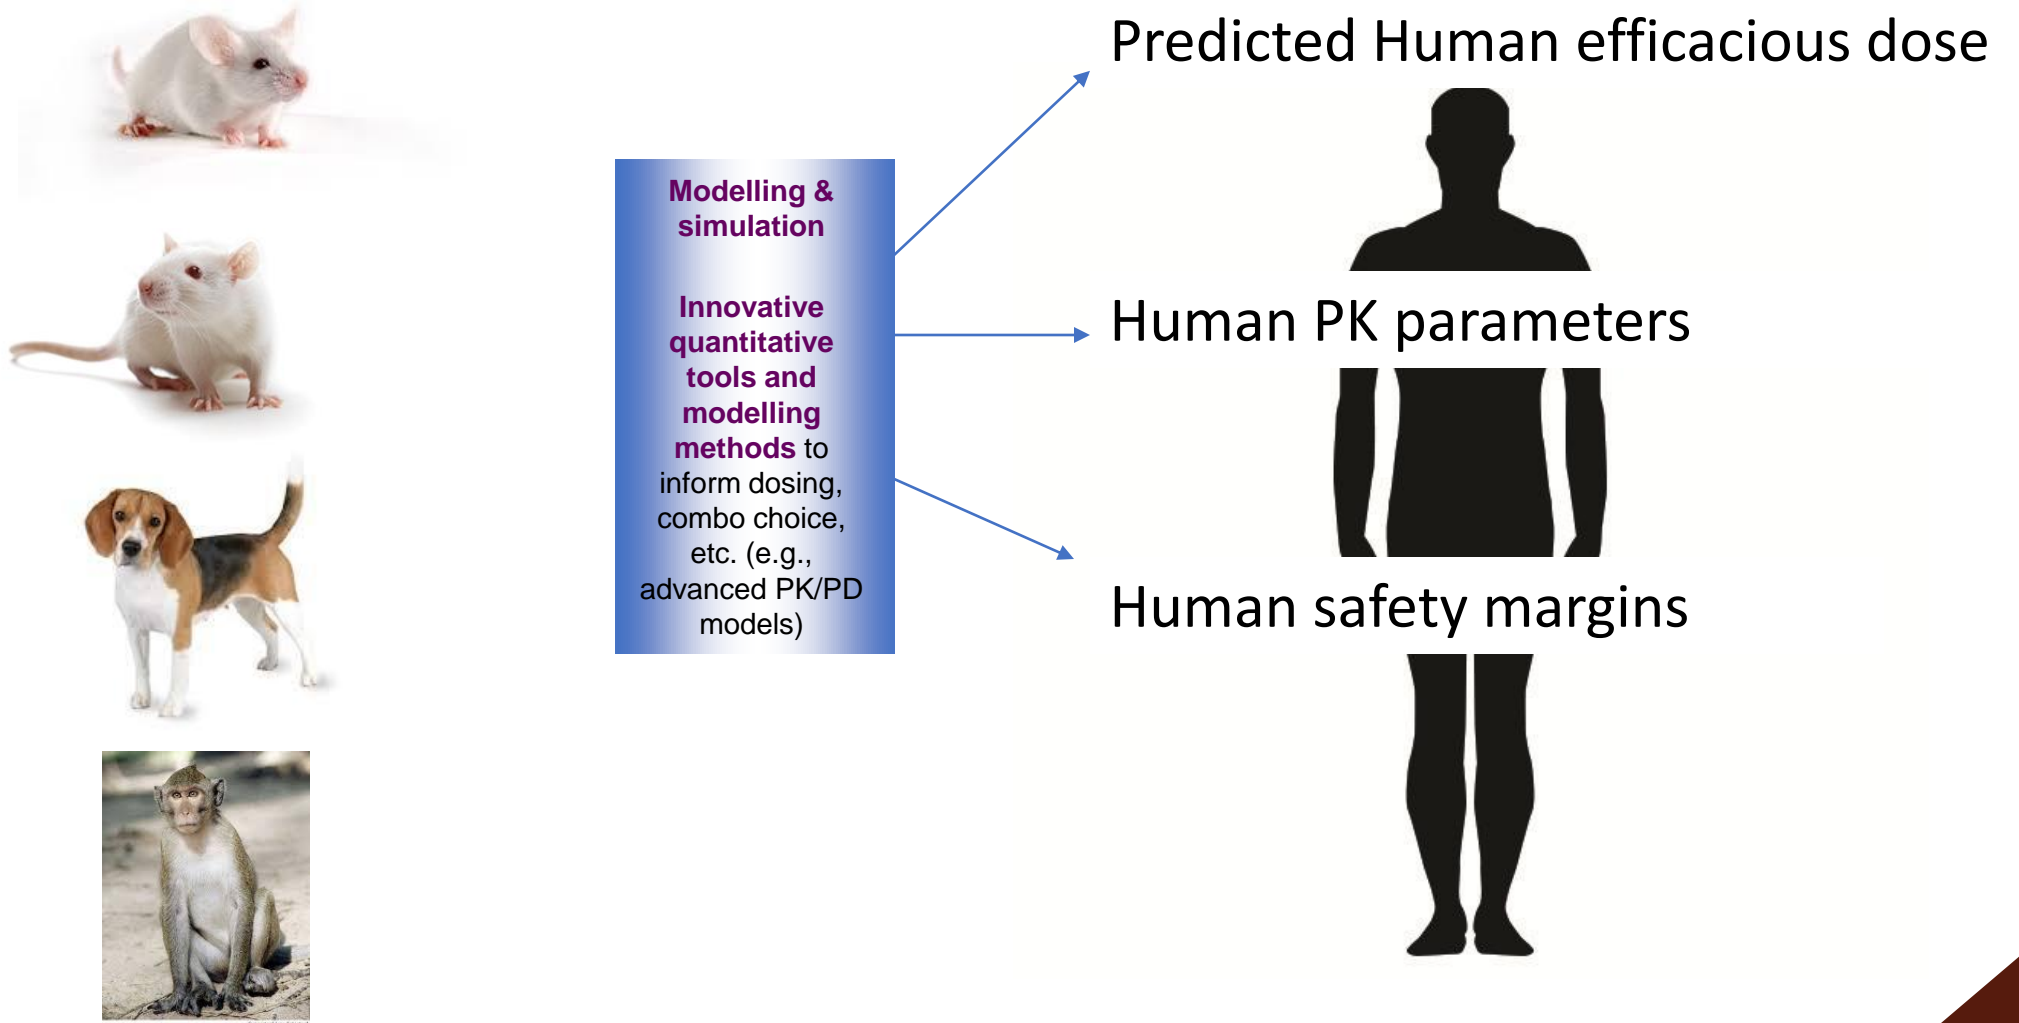 Predicted Human efficacious dose
Modelling &
simulation
Innovative
quantitative
tools and
modelling
methods to
inform dosing,
combo choice,
etc. (e.g.,
advanced PK/PD
models)
Human PK parameters
Human safety margins